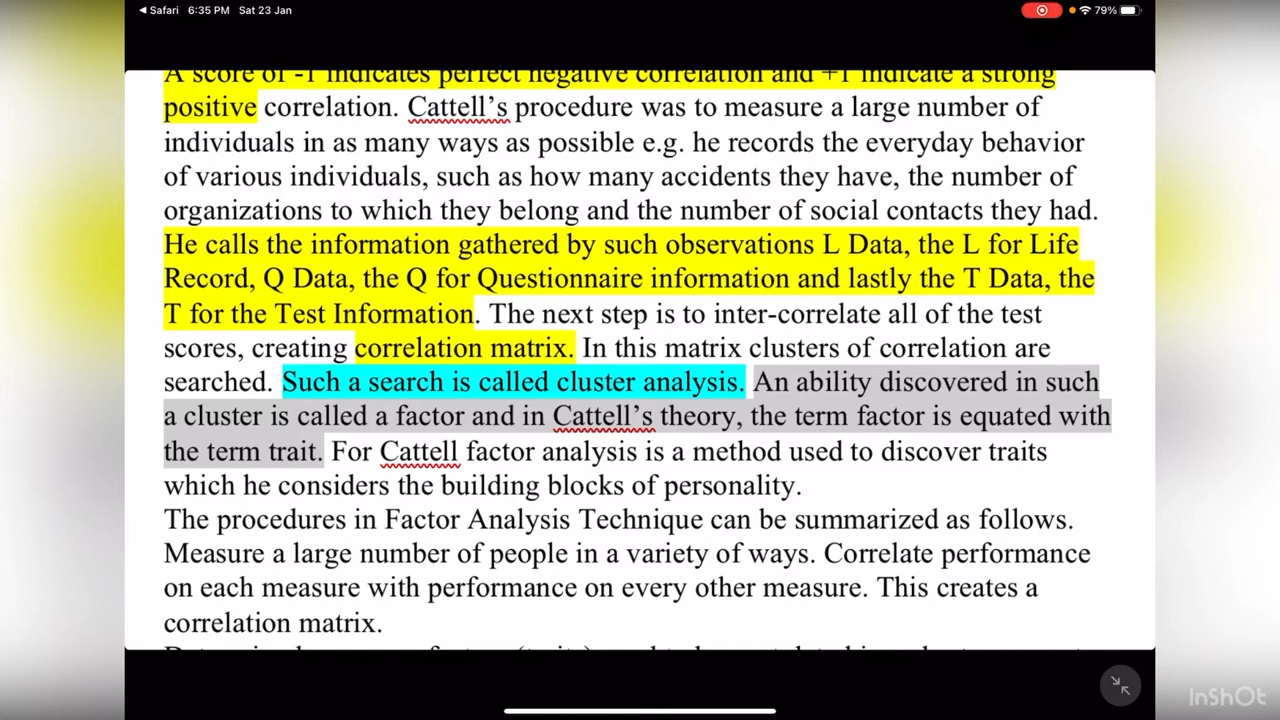 Safari 6:35 PM Sat 23 Jan 79%
A score of -1 indicates perfect negative correlation and +1 indicate a strong
positive correlation. Cattell’s procedure was to measure a large number of
individuals in as many ways as possible e.g. he records the everyday behavior
of various individuals, such as how many accidents they have, the number of
organizations to which they belong and the number of social contacts they had.
He calls the information gathered by such observations L Data, the L for Life
Record, Q Data, the Q for Questionnaire information and lastly the T Data, the
T for the Test Information. The next step is to inter-correlate all of the test
scores, creating correlation matrix. In this matrix clusters of correlation are
searched. Such a search is called cluster analysis. An ability discovered in such
a cluster is called a factor and in Cattell’s theory, the term factor is equated with
the term trait. For Cattell factor analysis is a method used to discover traits
which he considers the building blocks of personality.
The procedures in Factor Analysis Technique can be summarized as follows.
Measure a large number of people in a variety of ways. Correlate performance
on each measure with performance on every other measure. This creates a
correlation matrix.
InShOt